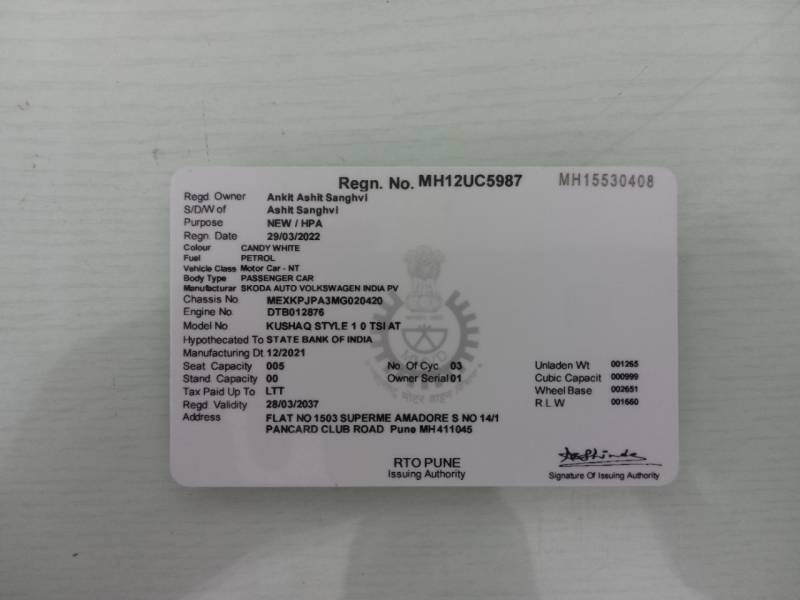 Regn. No. MH12UC5987 MH15530408
Regd. Owner Ankit Ashit Sanghvi
S/D/W of Ashit Sanghvi
Purpose NEW / HPA
Regn. Date 29/03/2022
Colour CANDY WHITE
Fuel PETROL
Vehicle Class Motor Car - NT
Body Type PASSENGER CAR
Manufacturar SKODA AUTO VOLKSWAGEN INDIA PV
Chassis No MEXKPJPA3MG020420
Engine No DTB012876
Model No KUSHAQ STYLE 1 0 TSI AT
Hypothecated To STATE BANK OF INDIA
Manufacturing Dt 12/2021
Seat Capacity 005 No. Of Cyc 03 Unladen Wt 001265
Stand. Capacity 00 Owner Serial 01 Cubic Capacit 000999
Tax Paid Up To LTT Wheel Base 002651
Regd. Validity 28/03/2037 R L W 001660
Address FLAT NO 1503 SUPERME AMADORE S NO 14/1
PANCARD CLUB ROAD Pune MH 411045
RTO PUNE
Issuing Authority
Signature Of Issuing Authority